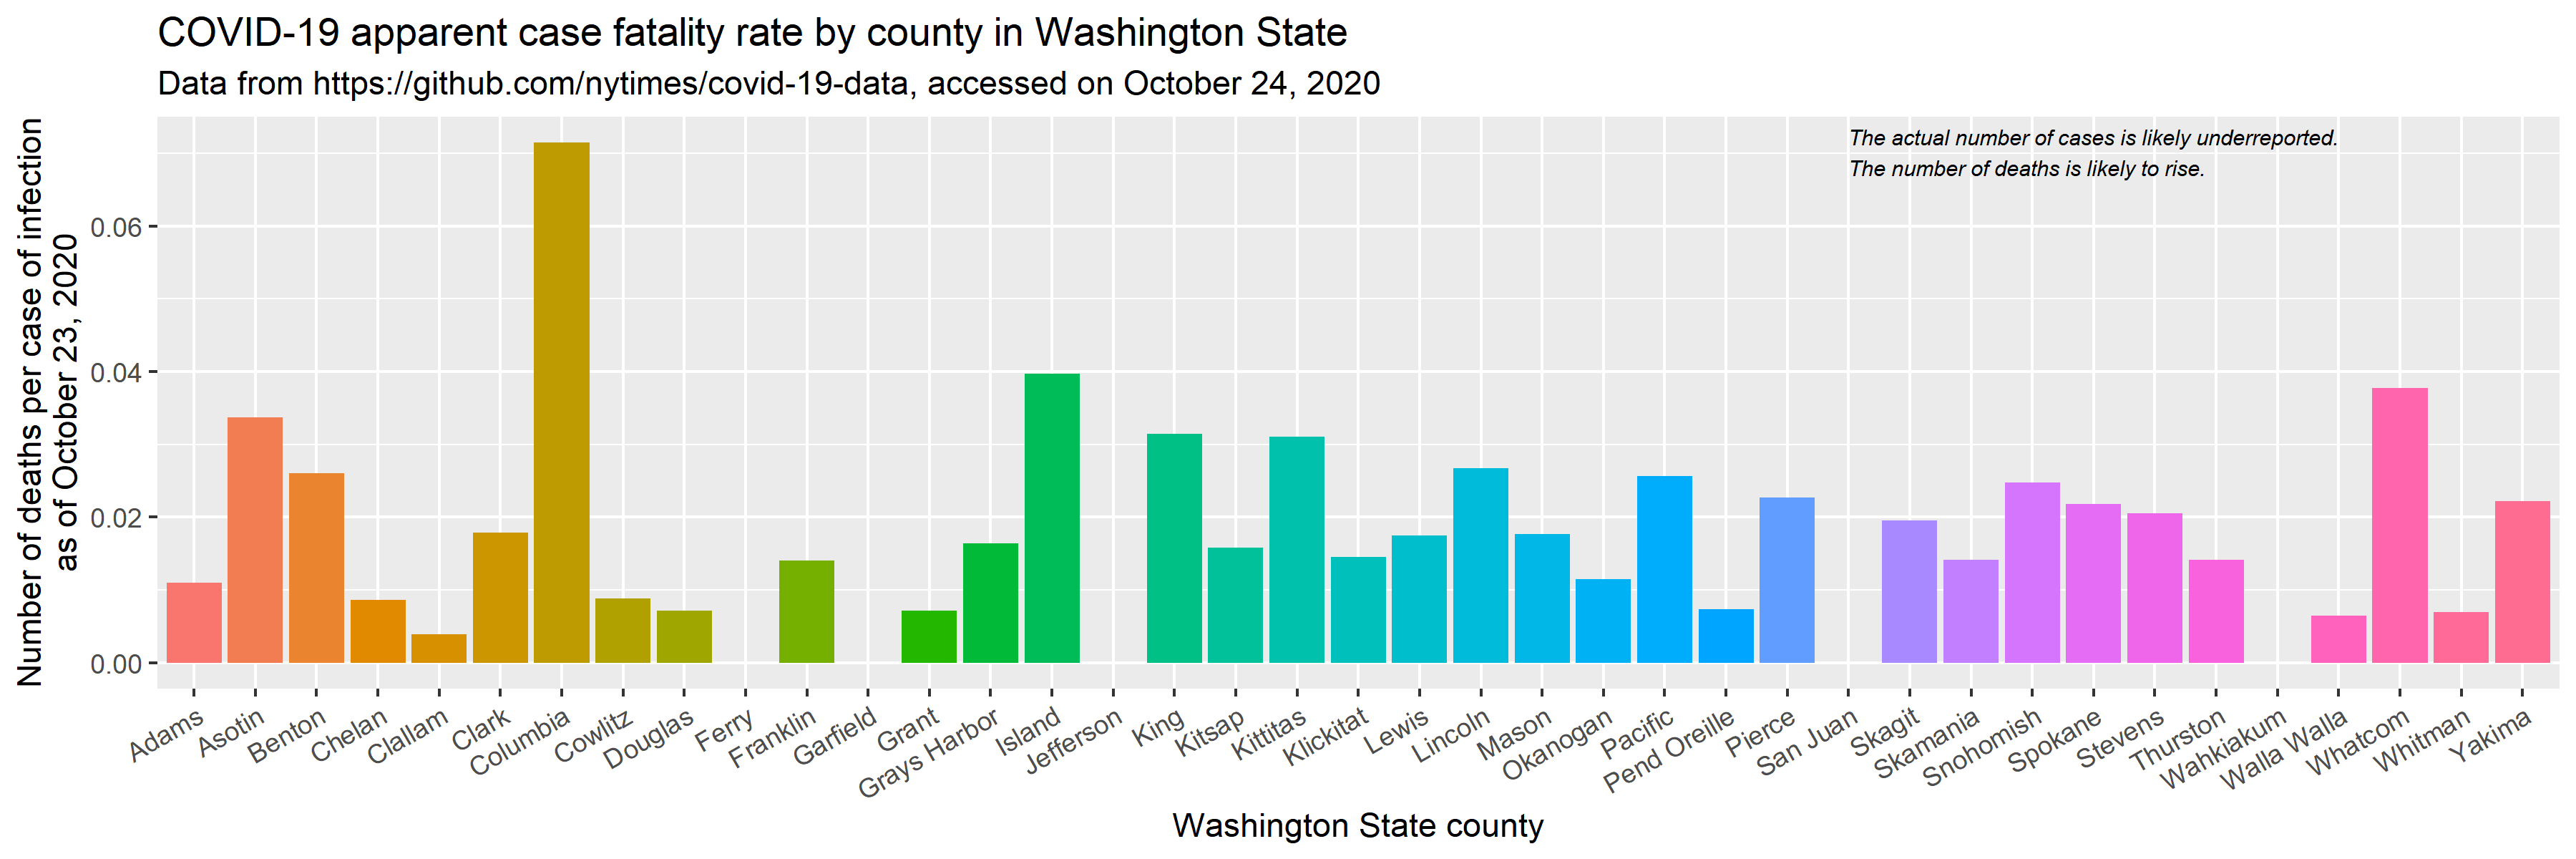 COVID-19 apparent case fatality rate by county in Washington State
Data from https://github.com/nytimes/covid-19-data, accessed on October 24, 2020
Number of deaths per case of infection
as of October 23, 2020
The actual number of cases is likely underreported.
The number of deaths is likely to rise.
0.06
0.04
0.02
0.00
Adams
Asotin
Benton
Chelan
Clallam
Clark
Columbia
Cowlitz
Douglas
Ferry
Franklin
Garfield
Grant
Grays Harbor
Island
Jefferson
King
Kitsap
Kittitas
Klickitat
Lewis
Lincoln
Mason
Okanogan
Pacific
Pend Oreille
Pierce
San Juan
Skagit
Skamania
Snohomish
Spokane
Stevens
Thurston
Wahkiakum
Walla Walla
Whatcom
Whitman
Yakima
Washington State county